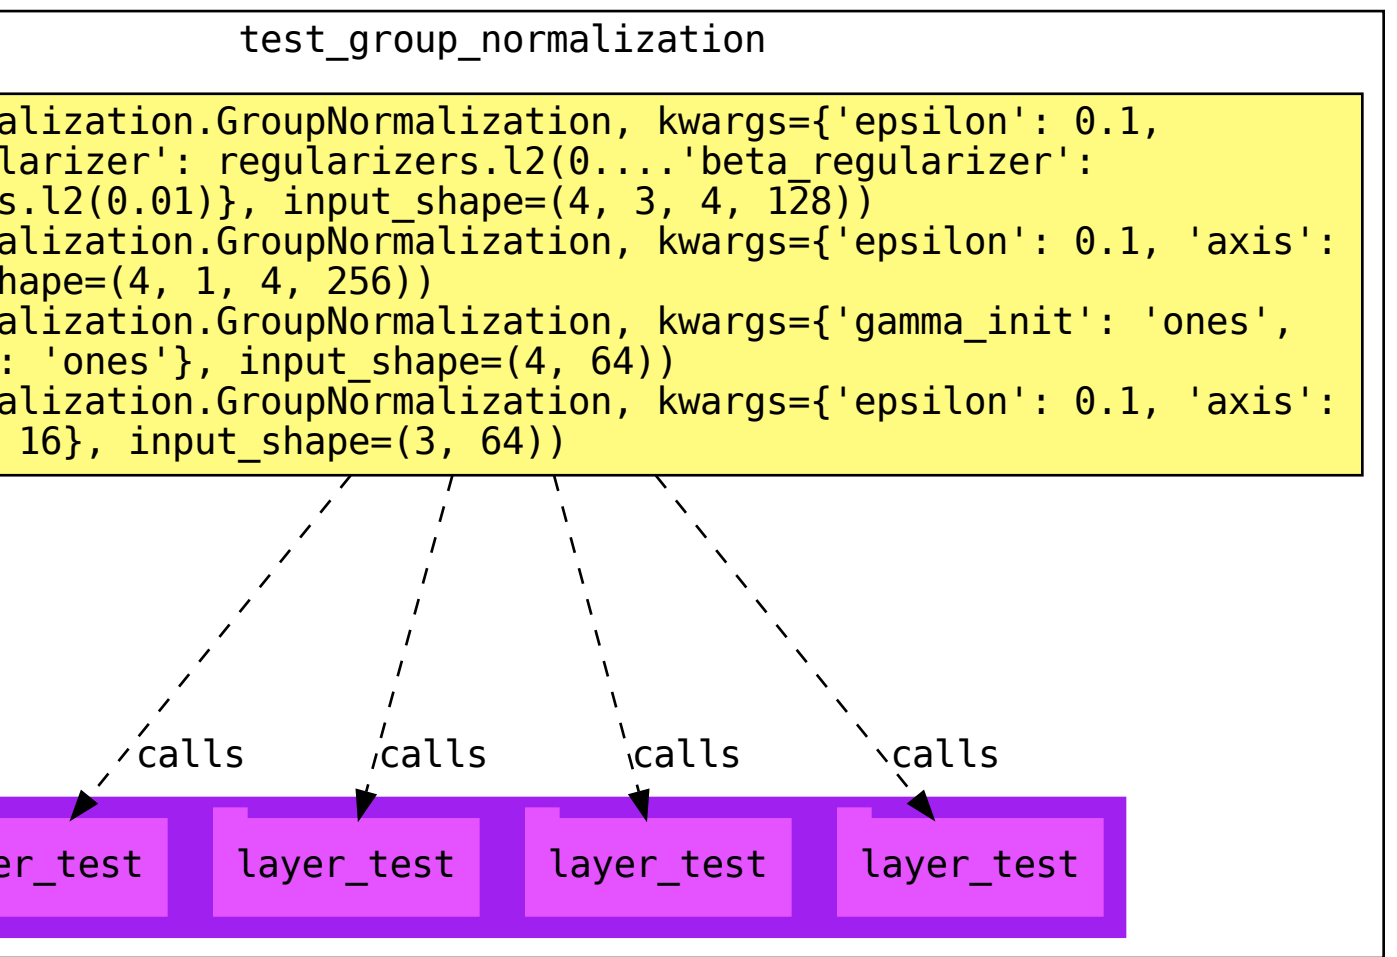 test_group_normalization
alization.GroupNormalization, kwargs={'epsilon': 0.1,
larizer': regularizers.l2(0....'beta_regularizer':
s.l2(0.01)}, input_shape=(4, 3, 4, 128))
alization.GroupNormalization, kwargs={'epsilon': 0.1, 'axis':
hape=(4, 1, 4, 256))
alization.GroupNormalization, kwargs={'gamma_init': 'ones',
: 'ones'}, input_shape=(4, 64))
alization.GroupNormalization, kwargs={'epsilon': 0.1, 'axis':
16}, input_shape=(3, 64))
calls calls calls calls
er_test layer_test layer_test layer_test